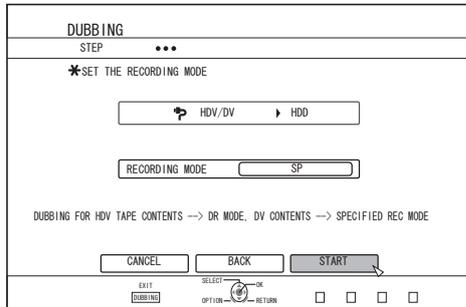 DUBBING
STEP
*SET THE RECORDING MODE
HDV/DV HDD
RECORDING MODE SP
DUBBING FOR HDV TAPE CONTENTS --> DR MODE, DV CONTENTS --> SPECIFIED REC MODE
CANCEL BACK START
EXIT
DUBBING
SELECT OK
OPTION RETURN